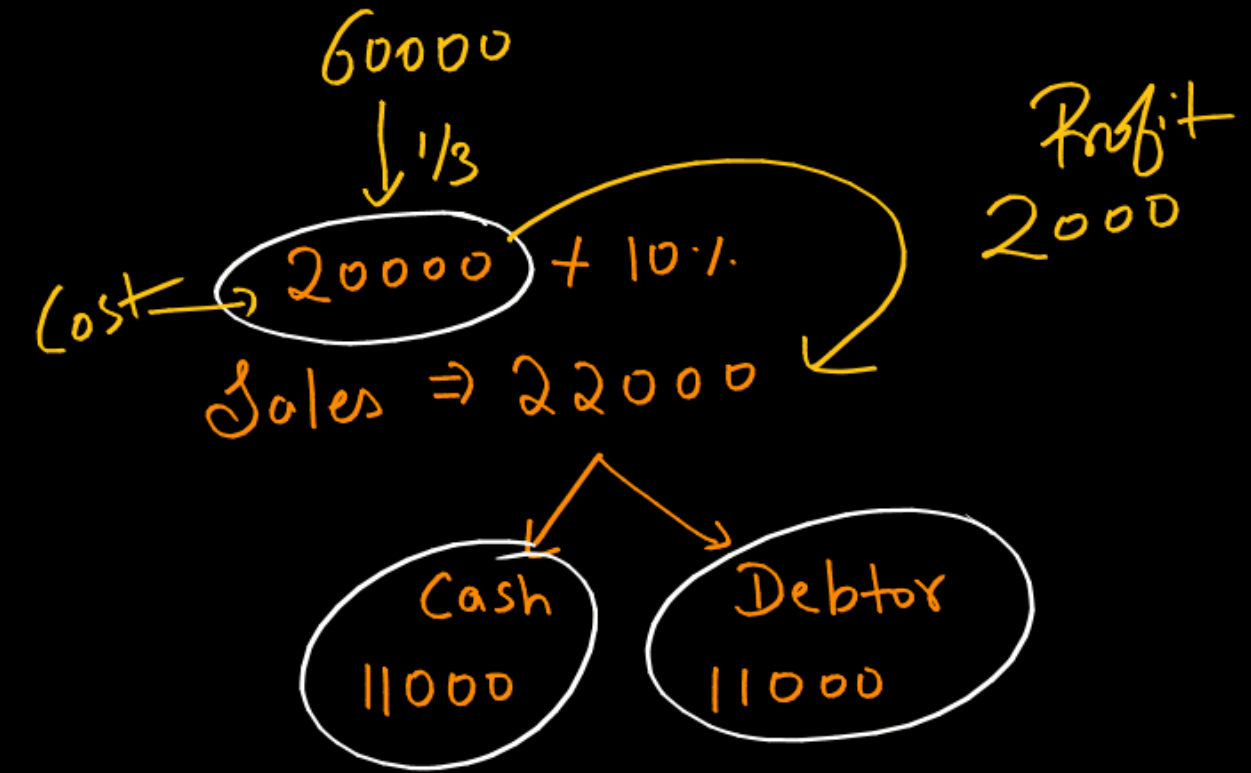 60000
1/3
Profit
2000
20000 + 10%
Cost
Sales ⇒ 22000
Cash
11000
Debtor
11000